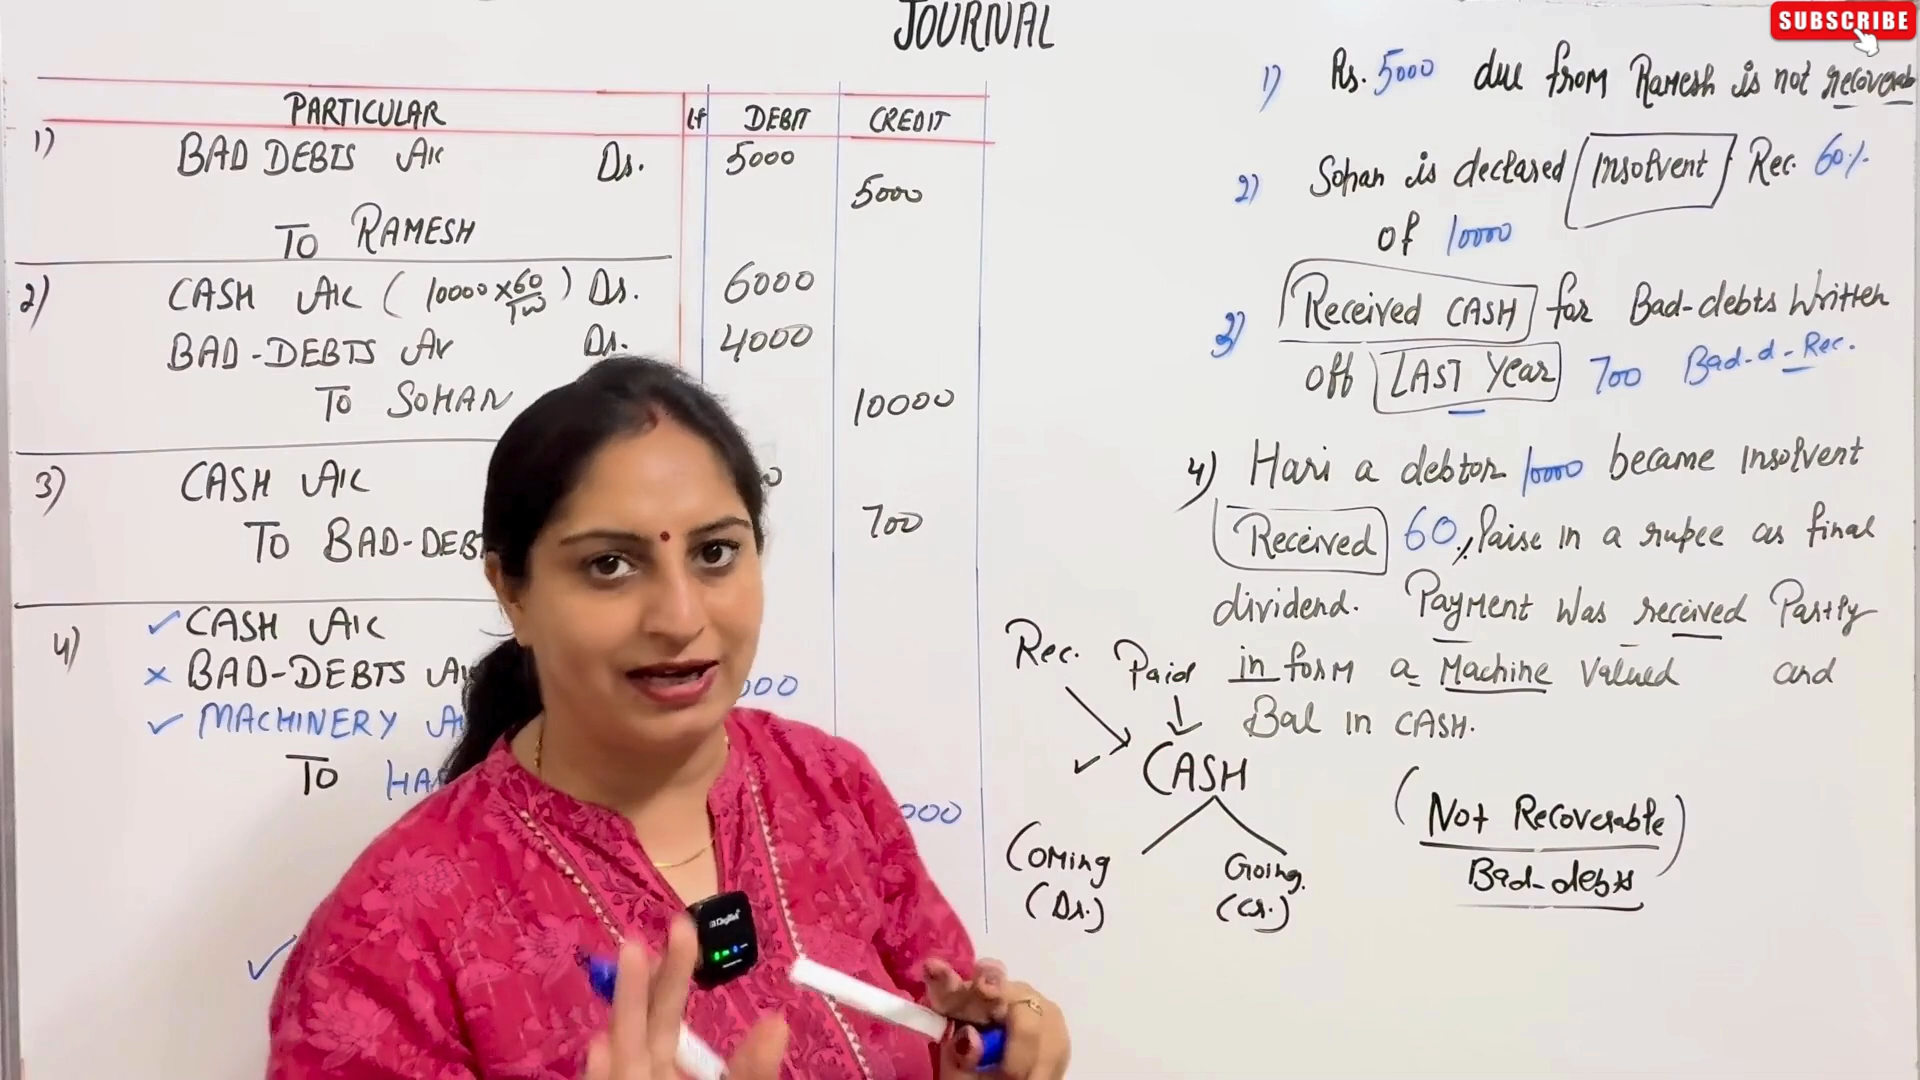 JOURNAL
SUBSCRIBE
PARTICULAR LF DEBIT CREDIT
1) BAD DEBTS A/c Dr. 5000
5000
TO RAMESH
2) CASH A/c (10000 × 60/100) Dr. 6000
BAD-DEBTS A/c Dr. 4000
TO SOHAN 10000
3) CASH A/c
TO BAD-DEB 700
4) ✓ CASH A/c
× BAD-DEBTS A/c 000
✓ MACHINERY A/c
TO HA
000
✓
1) Rs. 5000 due from Ramesh is not recoverab
2) Sohan is declared Insolvent Rec. 60%
of 10000
3) Received CASH for Bad-debts written
off LAST Year 700 Bad-d-Rec.
4) Hari a debtor 10000 became insolvent
Received 60 Paise in a rupee as final
dividend. Payment was received Partly
in form a Machine valued and
Bal in CASH.
Rec. Paid
✓ CASH
Coming Going.
(Dr.) (Cr.)
(Not Recoverable)
Bad-debts